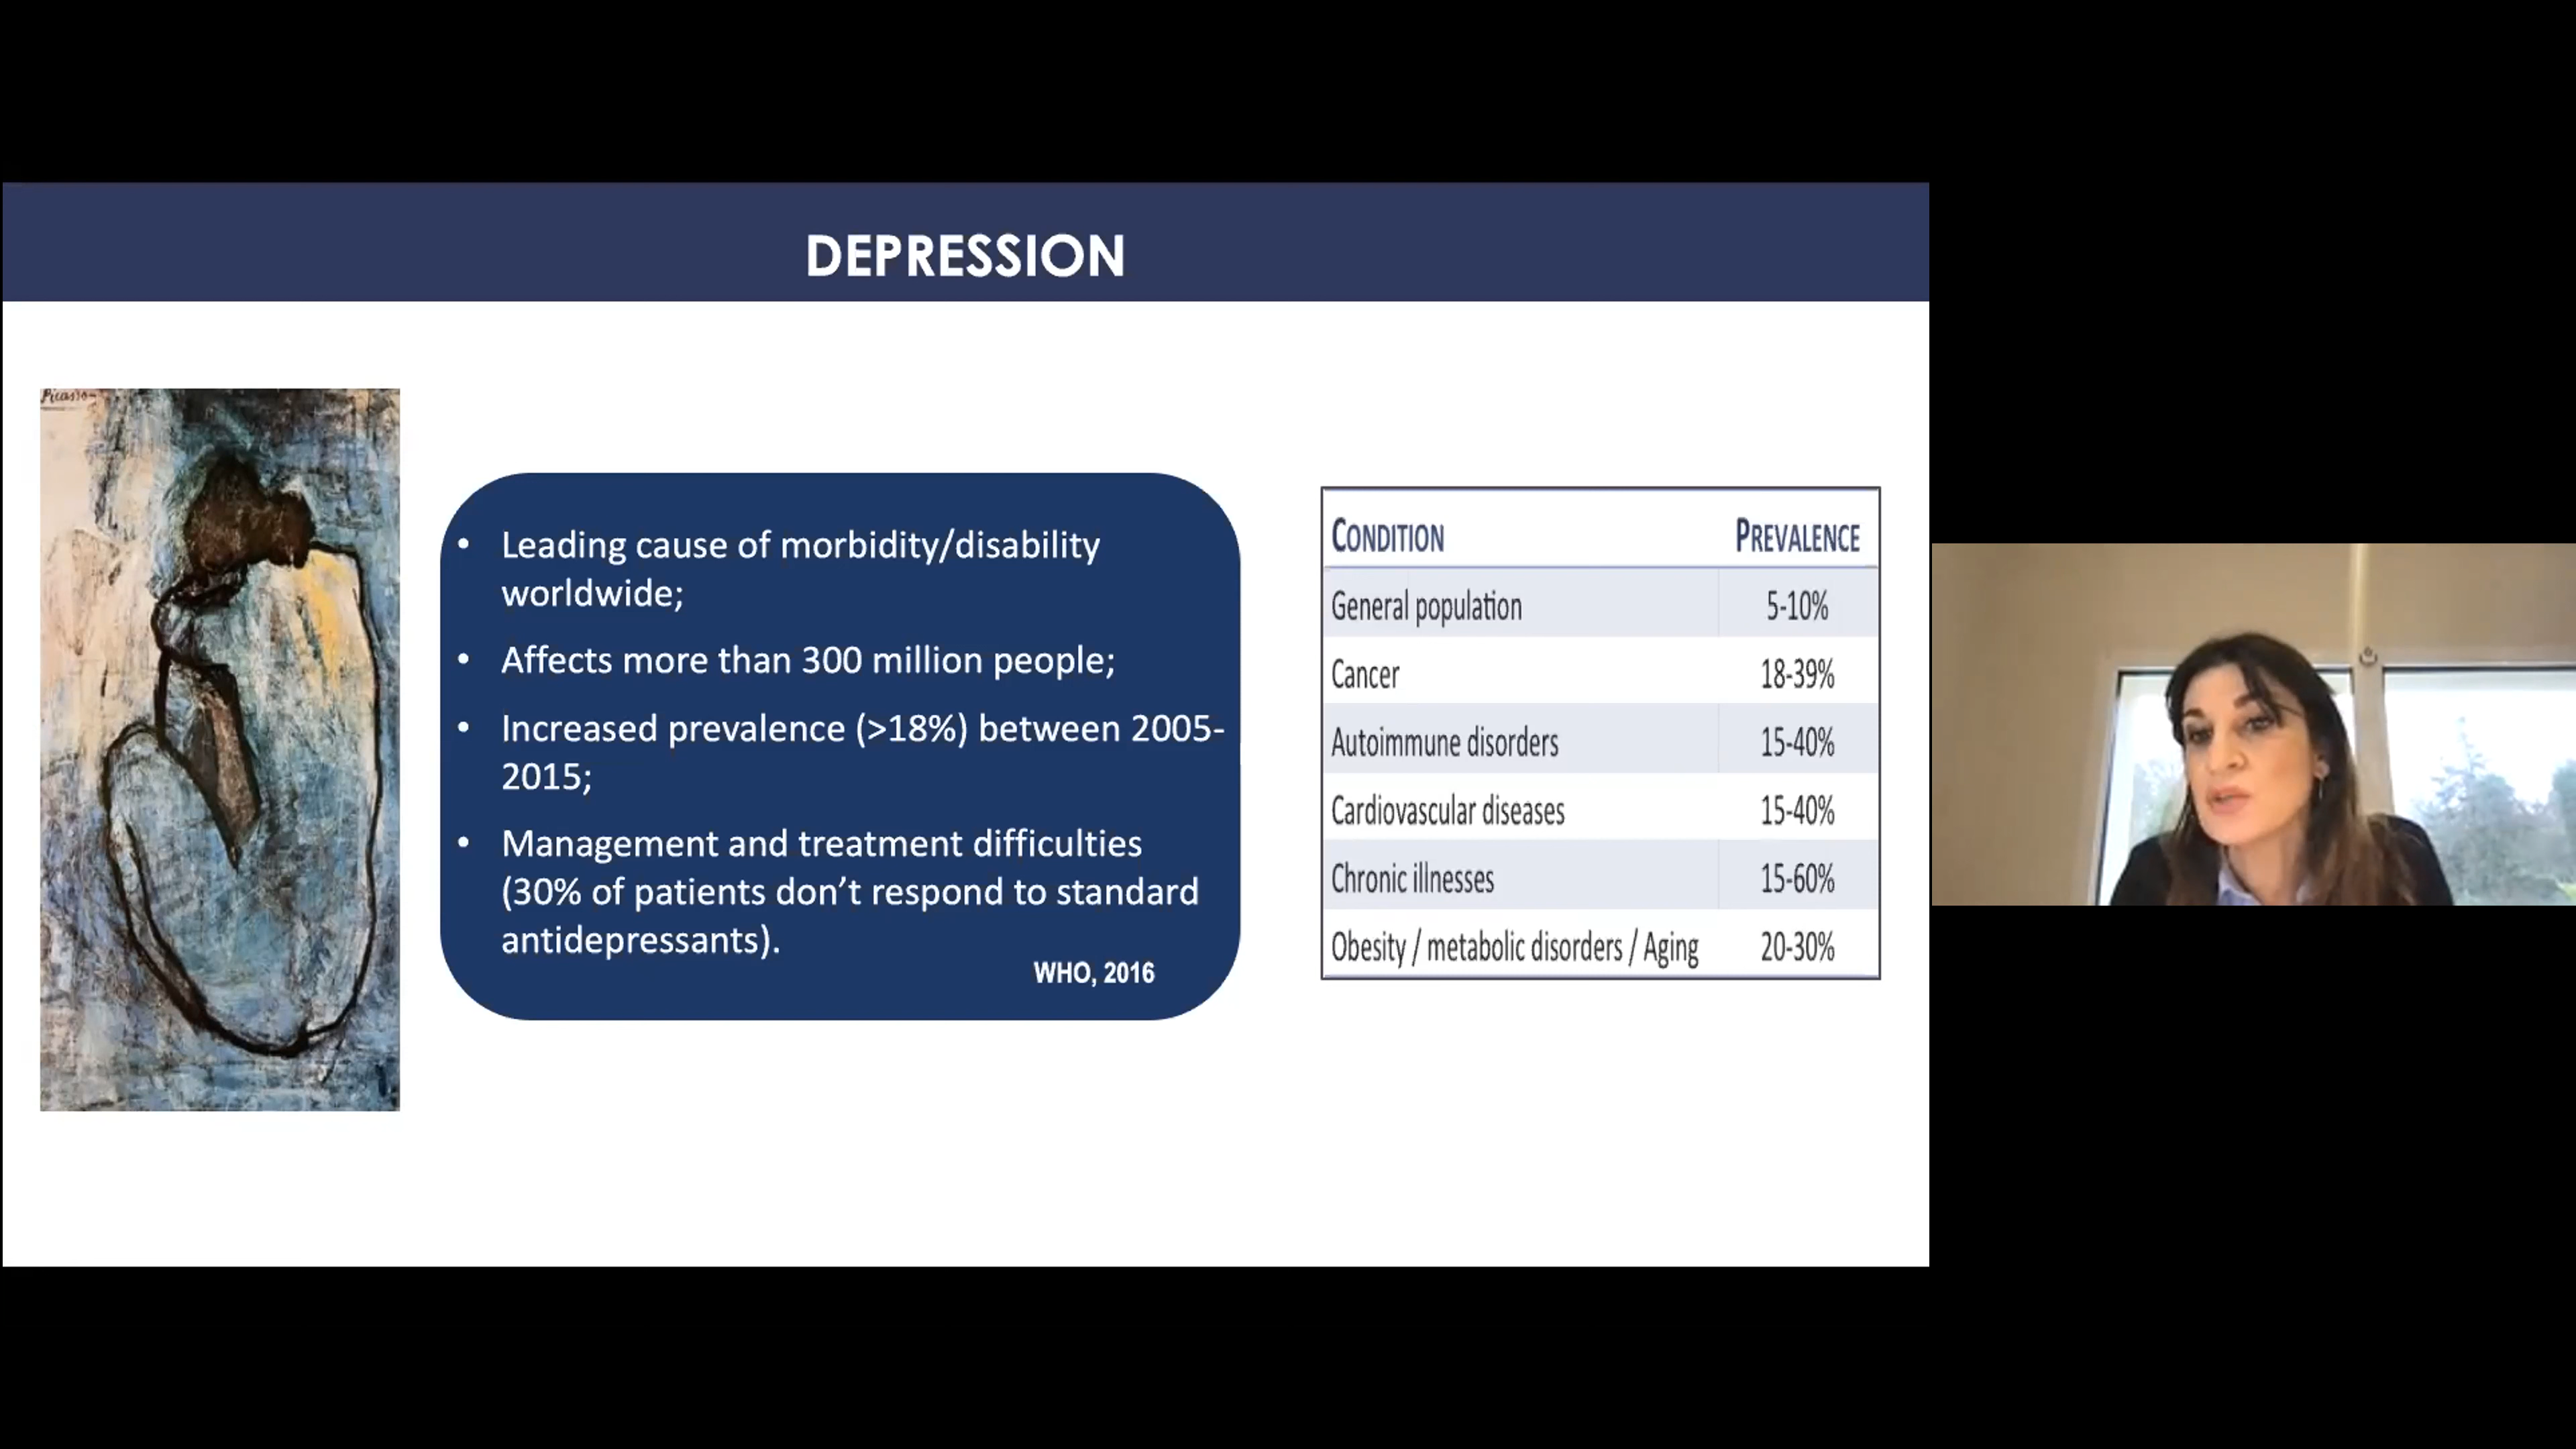 DEPRESSION
Picasso
• Leading cause of morbidity/disability
worldwide;
• Affects more than 300 million people;
• Increased prevalence (>18%) between 2005-
2015;
• Management and treatment difficulties
(30% of patients don’t respond to standard
antidepressants).
WHO, 2016
CONDITION PREVALENCE
General population 5-10%
Cancer 18-39%
Autoimmune disorders 15-40%
Cardiovascular diseases 15-40%
Chronic illnesses 15-60%
Obesity / metabolic disorders / Aging 20-30%